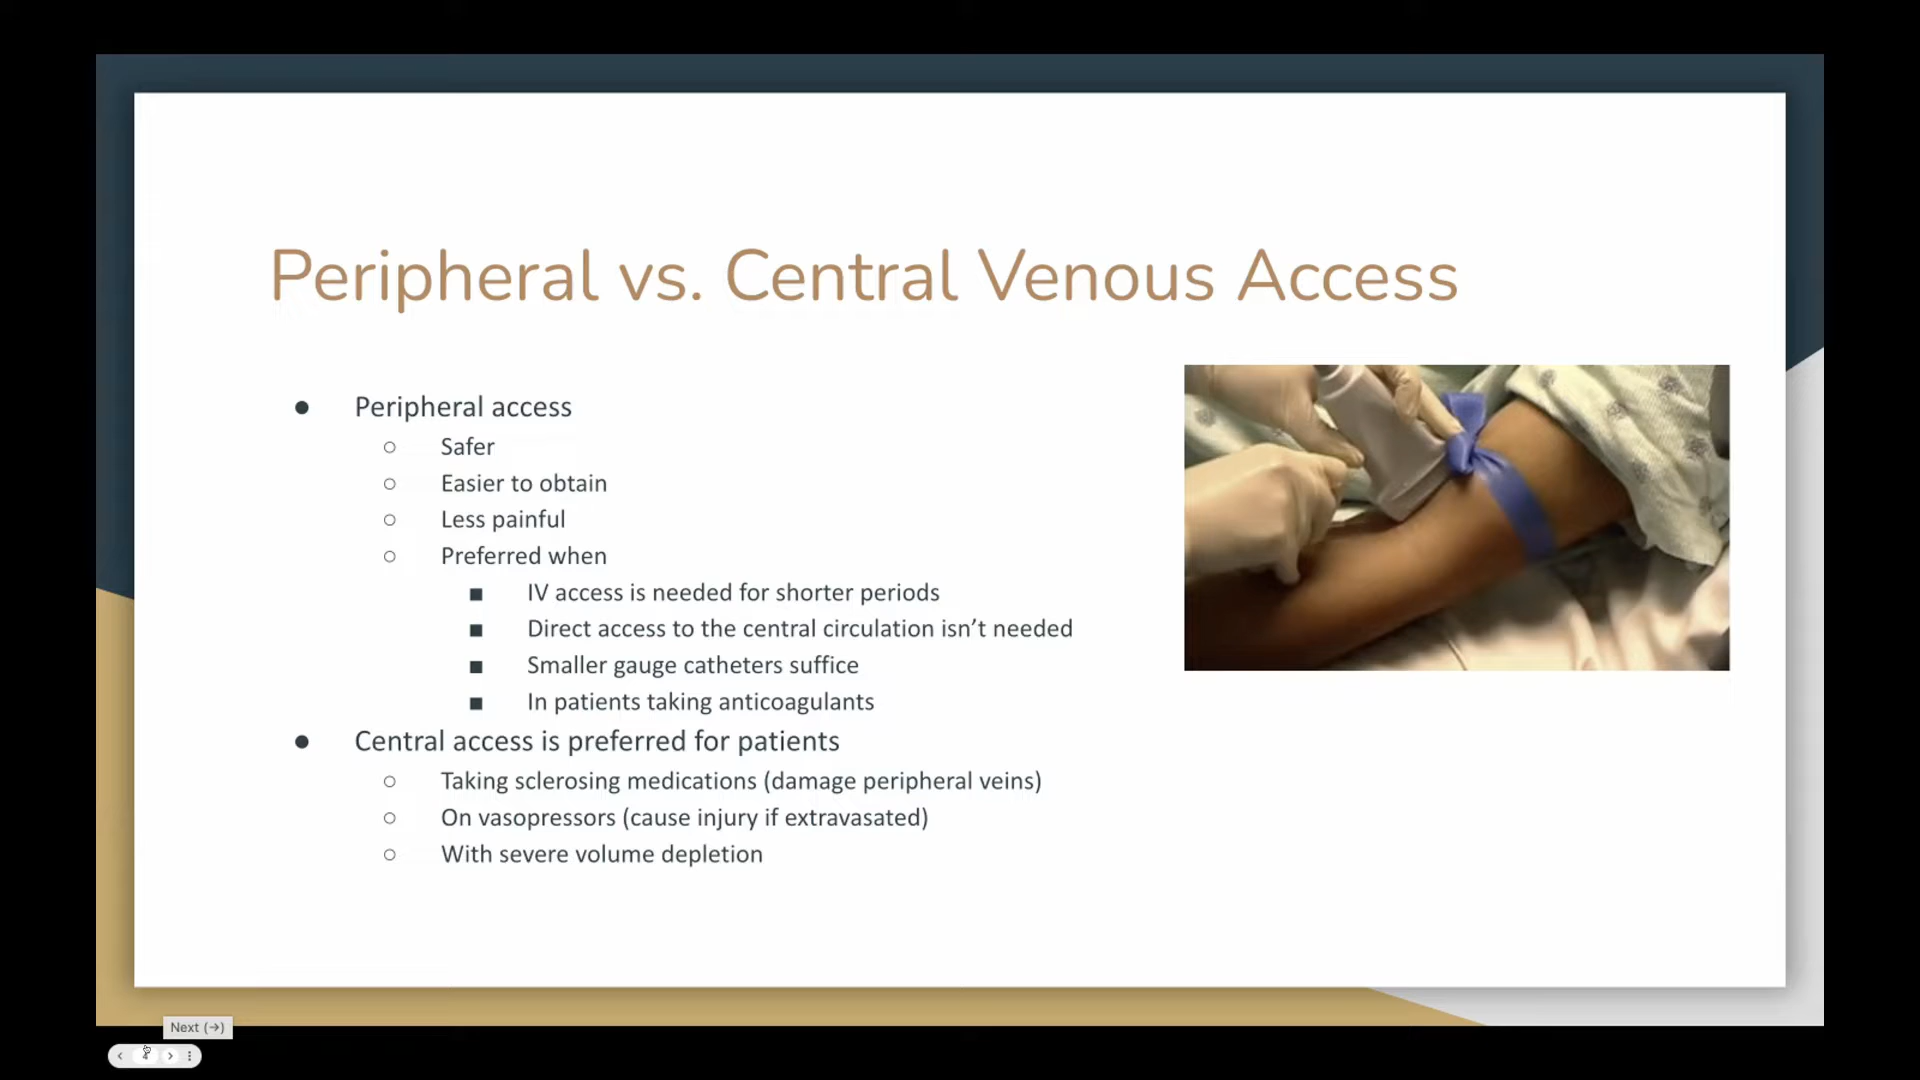 Peripheral vs. Central Venous Access
● Peripheral access
○ Safer
○ Easier to obtain
○ Less painful
○ Preferred when
■ IV access is needed for shorter periods
■ Direct access to the central circulation isn’t needed
■ Smaller gauge catheters suffice
■ In patients taking anticoagulants
● Central access is preferred for patients
○ Taking sclerosing medications (damage peripheral veins)
○ On vasopressors (cause injury if extravasated)
○ With severe volume depletion
Next (→)